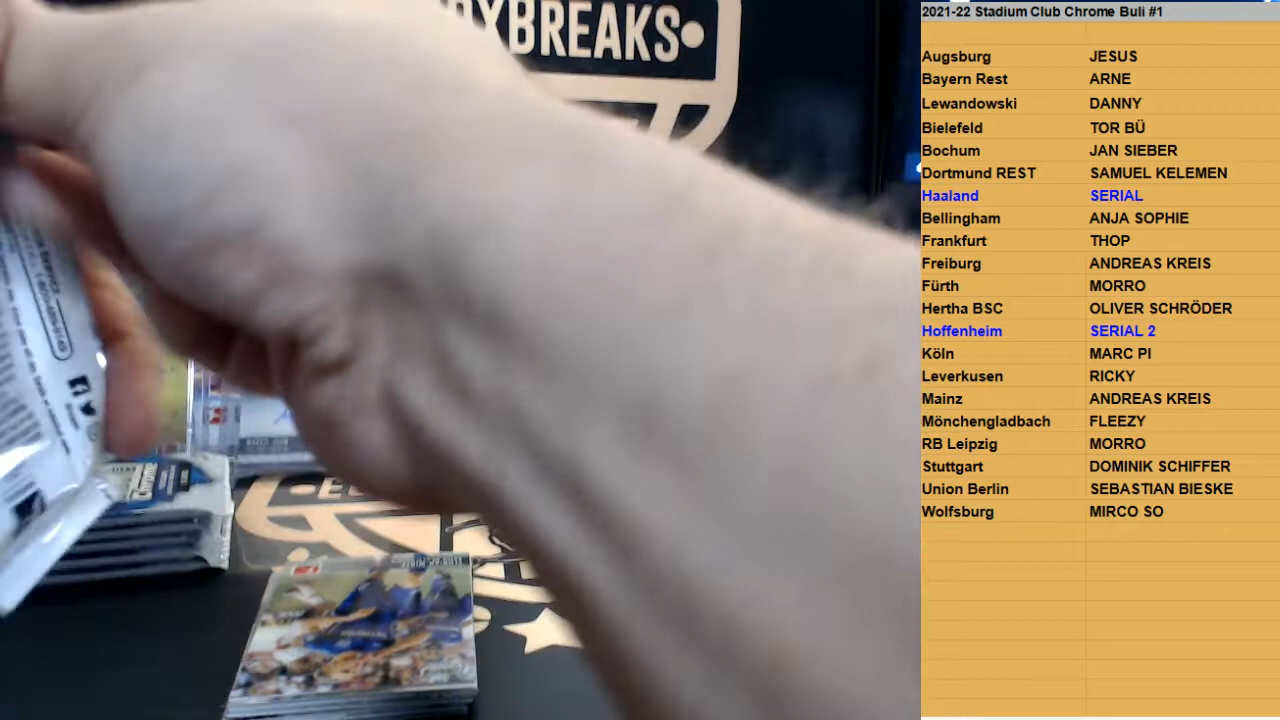 XBREAKS
2021-22 Stadium Club Chrome Buli #1
Augsburg JESUS
Bayern Rest ARNE
Lewandowski DANNY
Bielefeld TOR BÜ
Bochum JAN SIEBER
Dortmund REST SAMUEL KELEMEN
Haaland SERIAL
Bellingham ANJA SOPHIE
Frankfurt THOP
Freiburg ANDREAS KREIS
Fürth MORRO
Hertha BSC OLIVER SCHRÖDER
Hoffenheim SERIAL 2
Köln MARC PI
Leverkusen RICKY
Mainz ANDREAS KREIS
Mönchengladbach FLEEZY
RB Leipzig MORRO
Stuttgart DOMINIK SCHIFFER
Union Berlin SEBASTIAN BIESKE
Wolfsburg MIRCO SO
Chrome